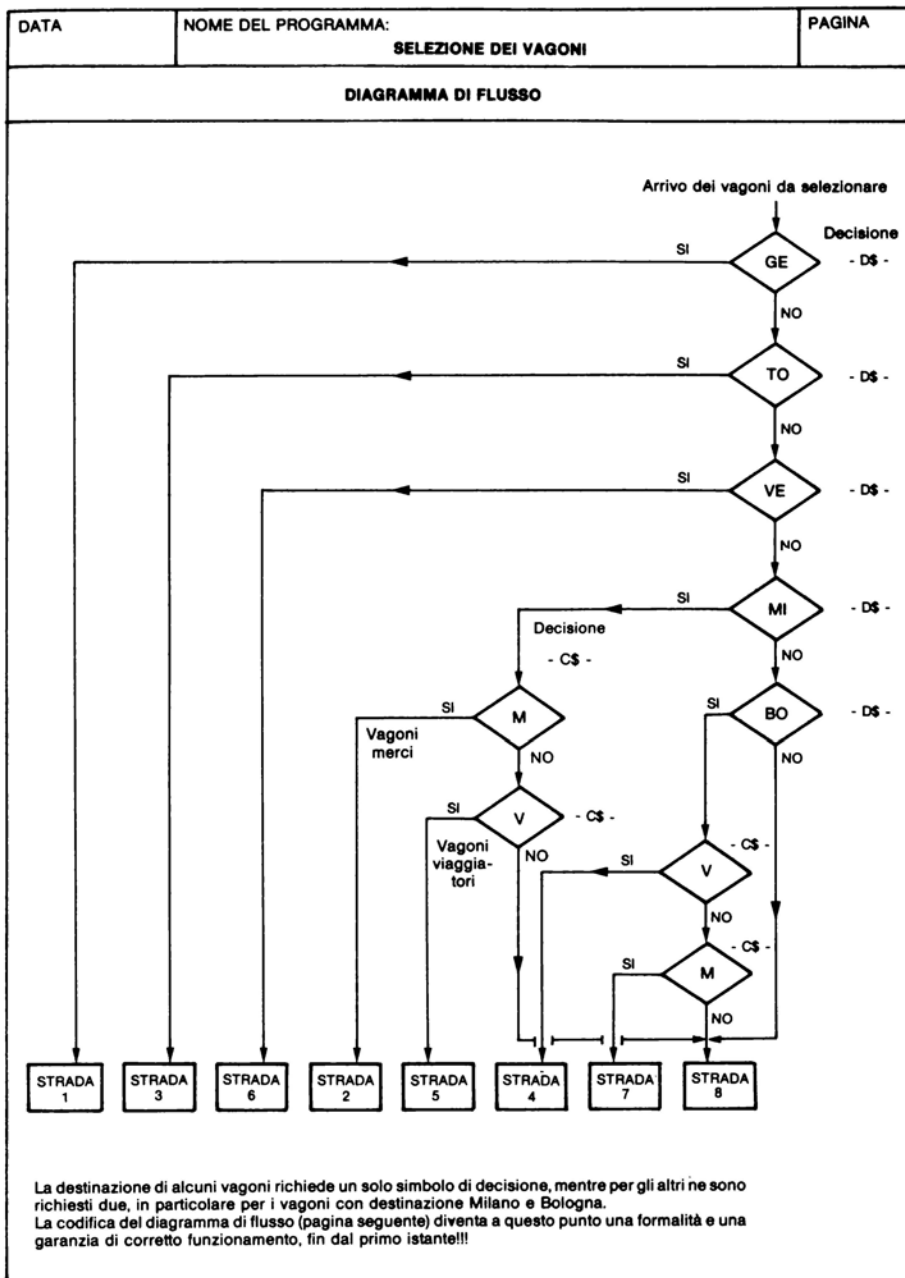 DATA
NOME DEL PROGRAMMA:
SELEZIONE DEI VAGONI
PAGINA
DIAGRAMMA DI FLUSSO
Arrivo dei vagoni da selezionare
Decisione
SI
GE
- D$ -
NO
SI
TO
- D$ -
NO
SI
VE
- D$ -
NO
SI
MI
- D$ -
NO
Decisione
- C$ -
SI
M
Vagoni
merci
NO
SI
BO
- D$ -
NO
SI
V
- C$ -
Vagoni
viaggia-
tori
NO
- C$ -
SI
V
NO
- C$ -
SI
M
NO
STRADA
1
STRADA
3
STRADA
6
STRADA
2
STRADA
5
STRADA
4
STRADA
7
STRADA
8
La destinazione di alcuni vagoni richiede un solo simbolo di decisione, mentre per gli altri ne sono
richiesti due, in particolare per i vagoni con destinazione Milano e Bologna.
La codifica del diagramma di flusso (pagina seguente) diventa a questo punto una formalità e una
garanzia di corretto funzionamento, fin dal primo istante!!!